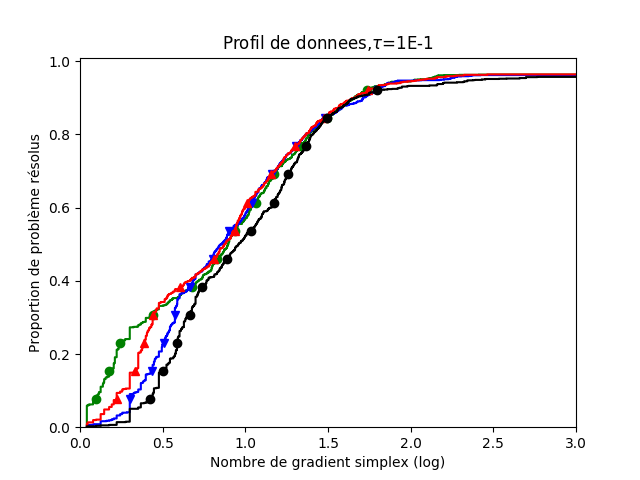 Profil de donnees,τ=1E-1
Proportion de problème résolus
1.0
0.8
0.6
0.4
0.2
0.0
0.0 0.5 1.0 1.5 2.0 2.5 3.0
Nombre de gradient simplex (log)